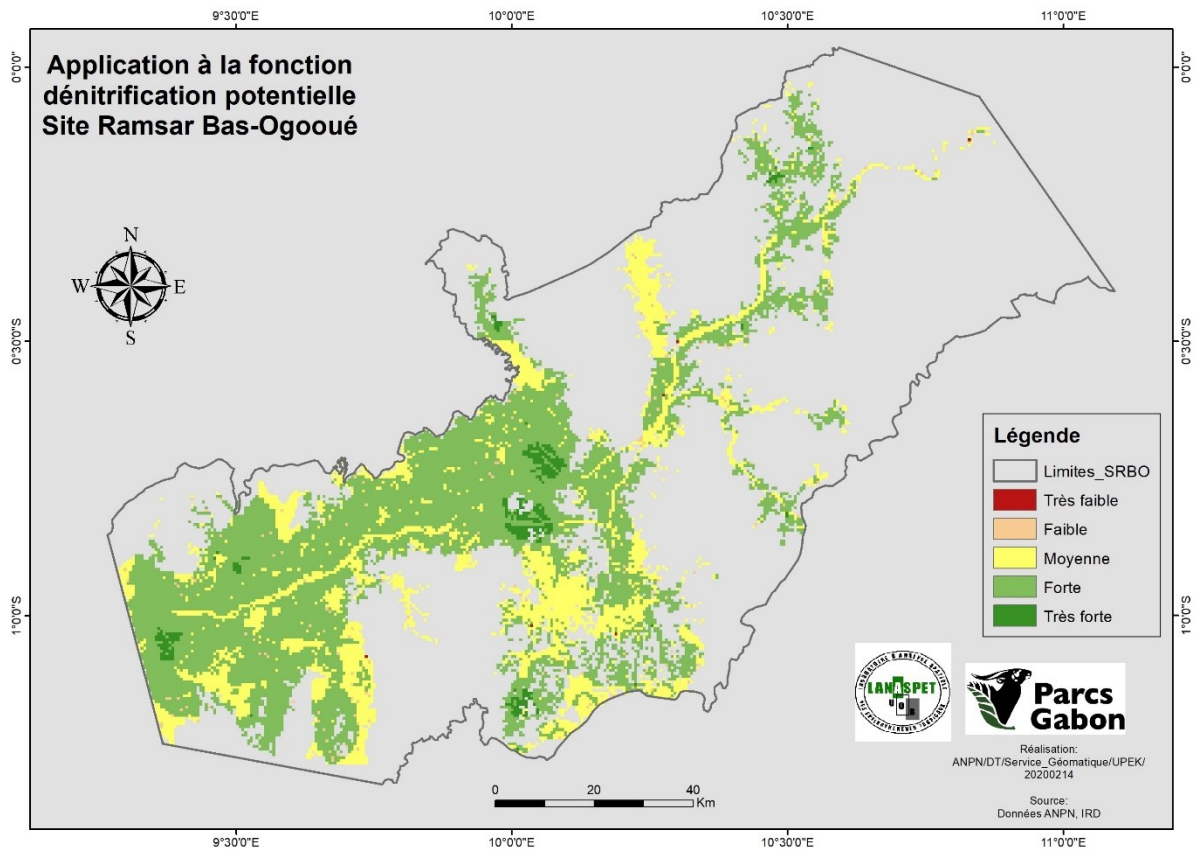 9°30'0"E
10°0'0"E
10°30'0"E
11°0'0"E
Application à la fonction
dénitrification potentielle
Site Ramsar Bas-Ogooué
0°0'0"
0°0'0"
N
W
E
S
0°30'0"S
0°30'0"S
Légende
Limites_SRBO
Très faible
Faible
Moyenne
Forte
Très forte
1°0'0"S
1°0'0"S
LANASPET
UOB
Parcs
Gabon
Réalisation:
ANPN/DT/Service_Géomatique/UPEK/
20200214
Source:
Données ANPN, IRD
0 20 40
Km
9°30'0"E
10°0'0"E
10°30'0"E
11°0'0"E